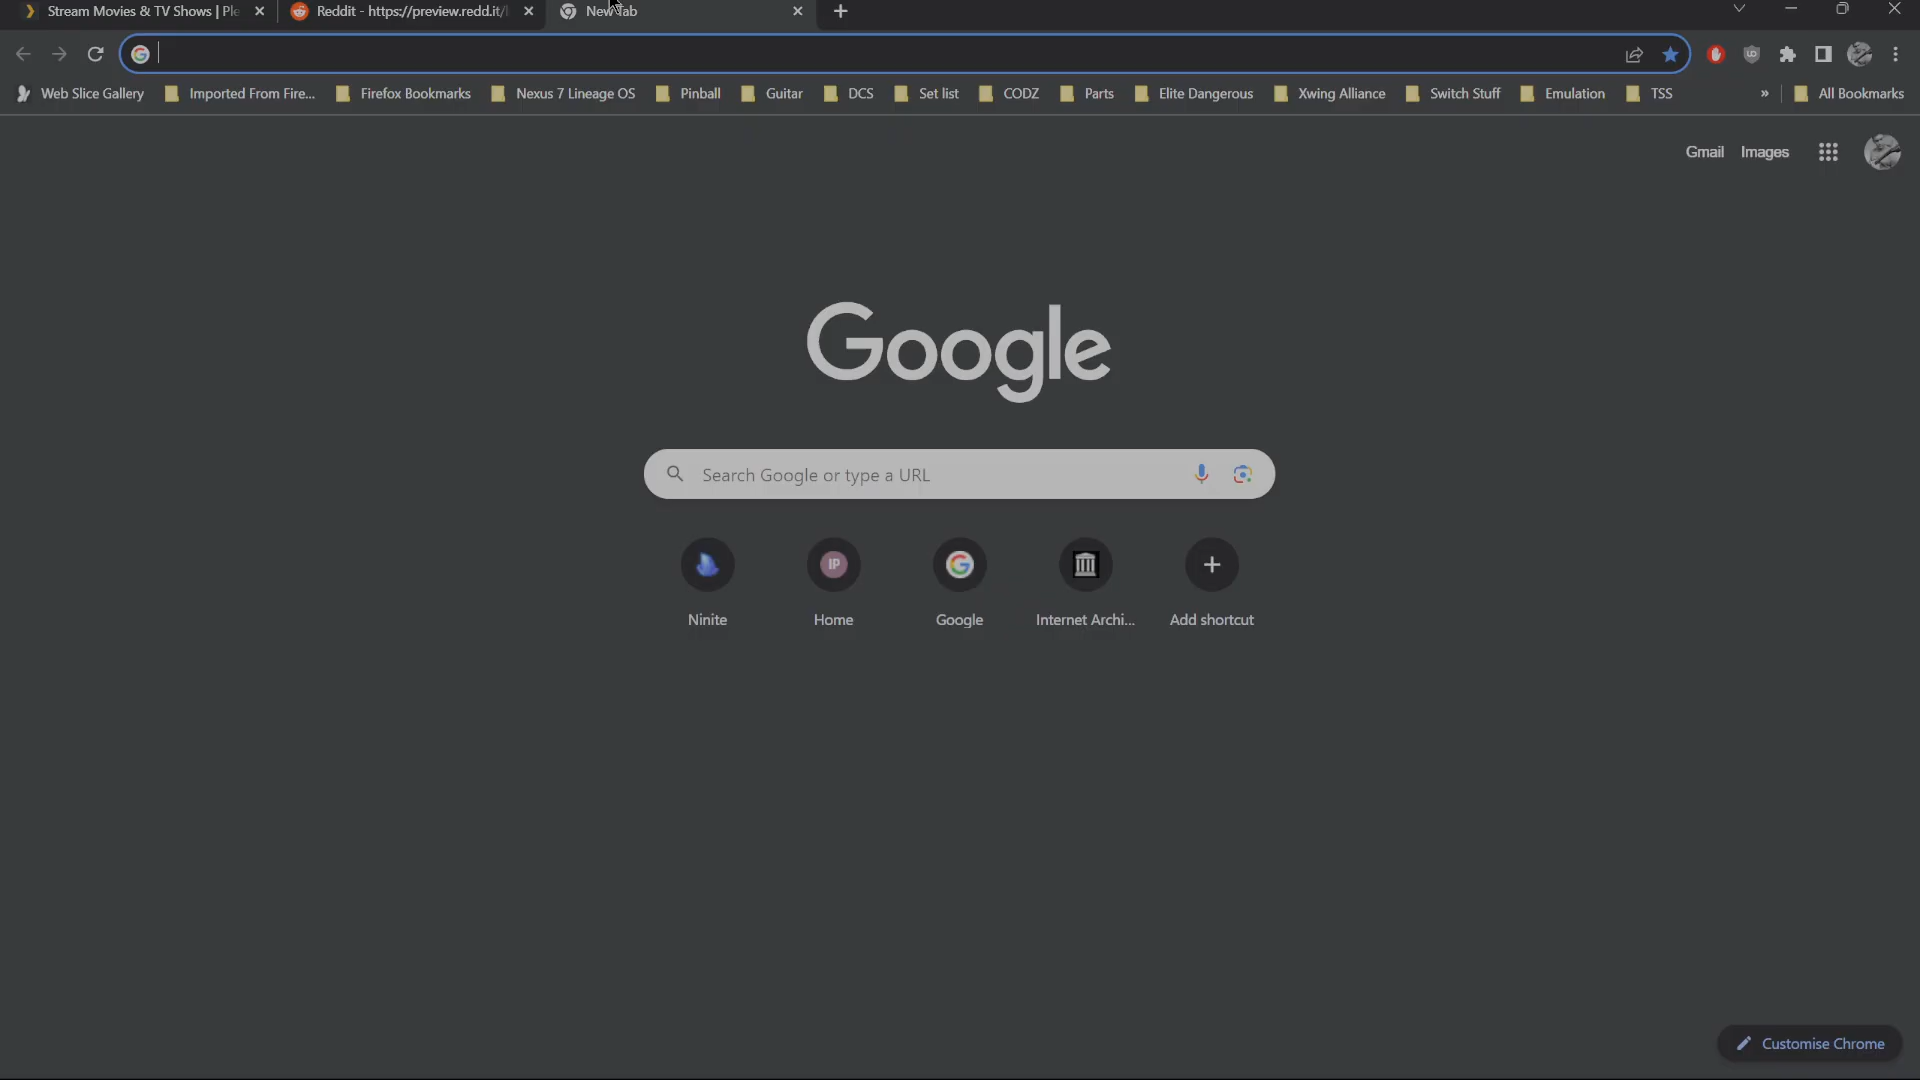 Stream Movies & TV Shows | Ple
Reddit - https://preview.redd.it/
New Tab
Web Slice Gallery
Imported From Fire...
Firefox Bookmarks
Nexus 7 Lineage OS
Pinball
Guitar
DCS
Set list
CODZ
Parts
Elite Dangerous
Xwing Alliance
Switch Stuff
Emulation
TSS
»
All Bookmarks
Gmail
Images
Google
Search Google or type a URL
IP
Ninite
Home
Google
Internet Archi...
Add shortcut
Customise Chrome